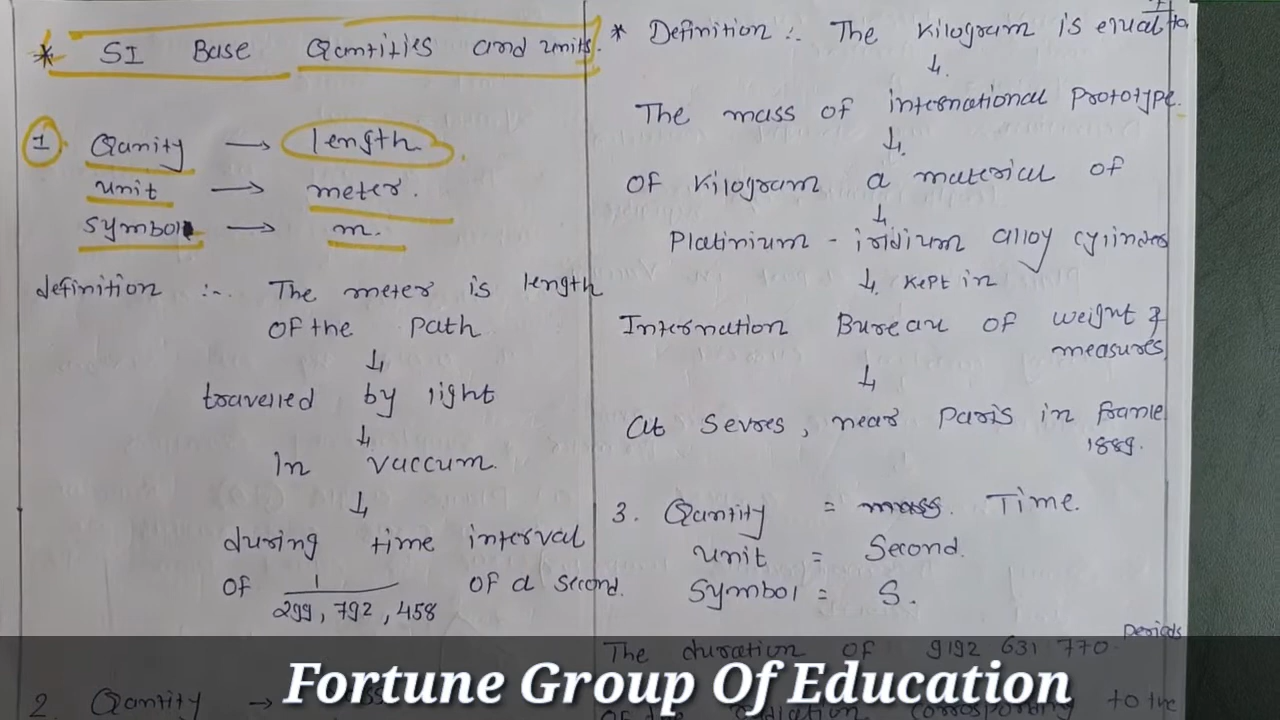 * SI Base Qantities and units.
1. Qanity → length.
unit → meter.
Symbol → m.
definition :- The meter is length
OF the Path
↓
travelled by light
↓
In vaccum.
↓
during time interval
OF 1/299,792,458 OF a second.
2. Qantity →
* Definition :- The Kilogram is equal to
↓
The mass of international Prototype.
↓
OF Kilogram a material of
↓
Platinium - iridium alloy cylinder
↓ kept in
Internation Bureau of weight &
measures
↓
at Sevres, near Paris in France
1889.
3. Qantity = mass. Time.
unit = Second.
Symbol = S.
The duration of 9192 631 770 periods
OF the radiation corrosponding to the
Fortune Group Of Education